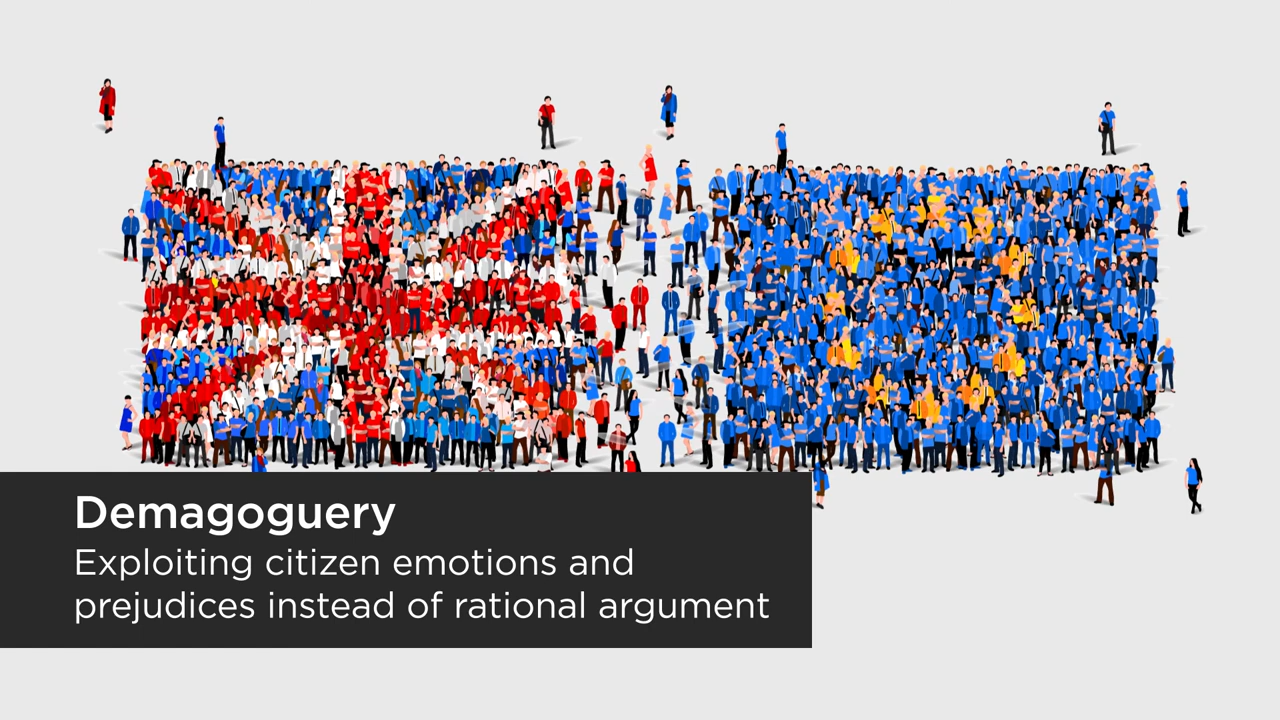 Demagoguery
Exploiting citizen emotions and
prejudices instead of rational argument